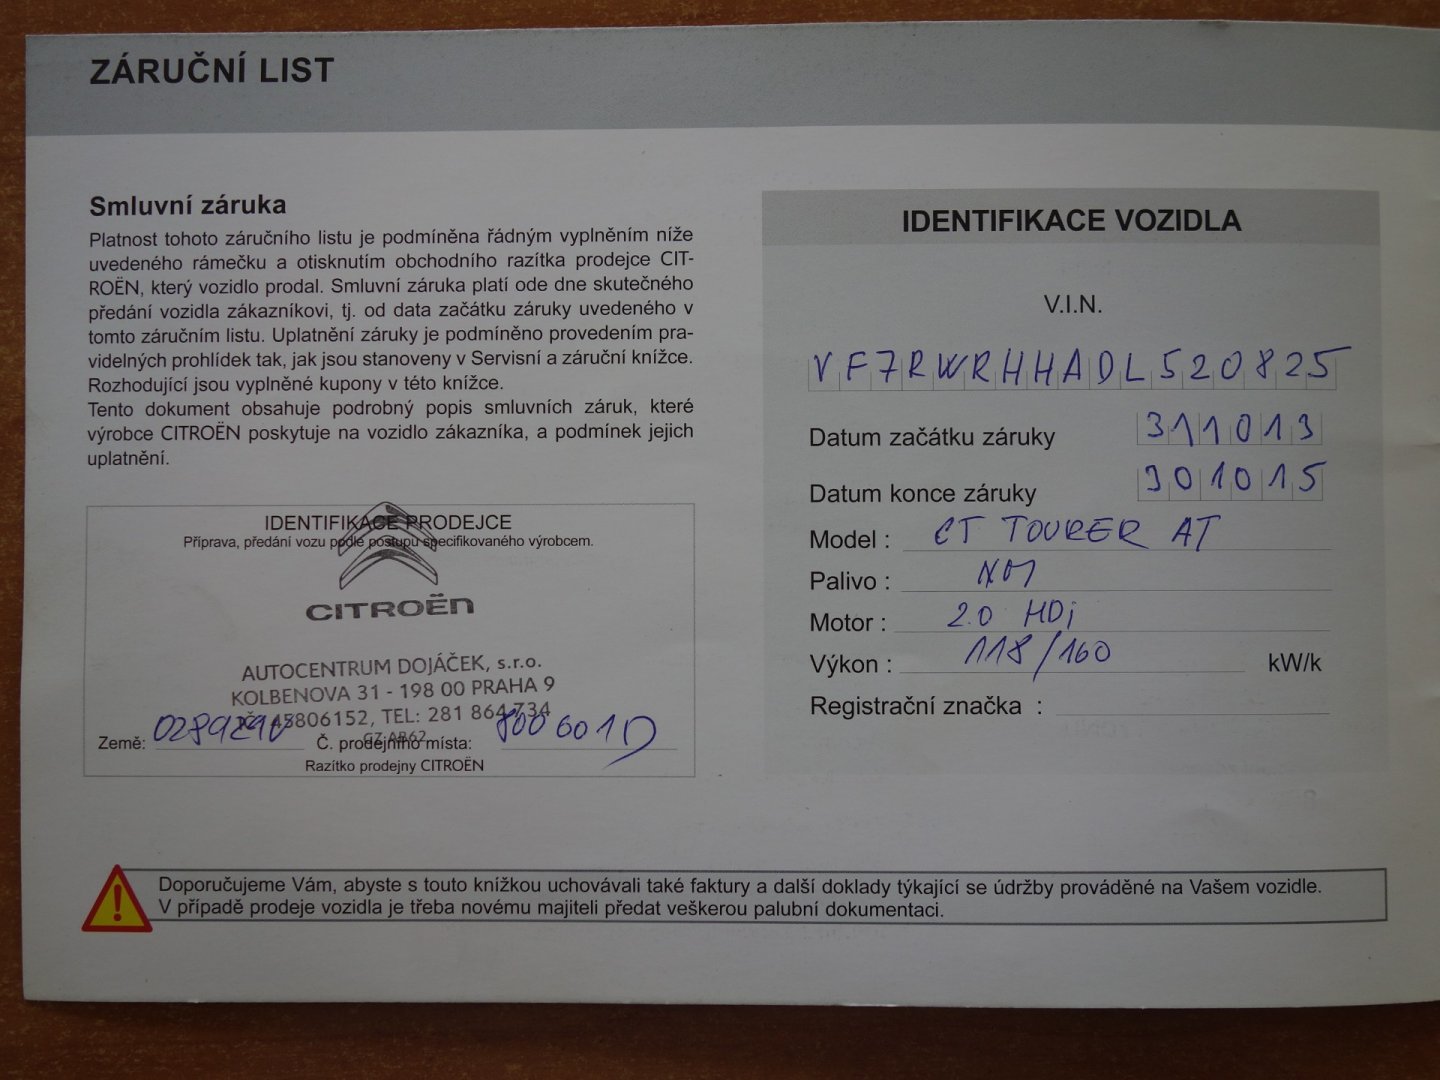 ZÁRUČNÍ LIST
Smluvní záruka
Platnost tohoto záručního listu je podmíněna řádným vyplněním níže
uvedeného rámečku a otisknutím obchodního razítka prodejce CIT-
ROËN, který vozidlo prodal. Smluvní záruka platí ode dne skutečného
předání vozidla zákazníkovi, tj. od data začátku záruky uvedeného v
tomto záručním listu. Uplatnění záruky je podmíněno provedením pra-
videlných prohlídek tak, jak jsou stanoveny v Servisní a záruční knížce.
Rozhodující jsou vyplněné kupony v této knížce.
Tento dokument obsahuje podrobný popis smluvních záruk, které
výrobce CITROËN poskytuje na vozidlo zákazníka, a podmínek jejich
uplatnění.
IDENTIFIKACE PRODEJCE
Příprava, předání vozu podle postupu specifikovaného výrobcem.
CITROËN
AUTOCENTRUM DOJÁČEK, s.r.o.
KOLBENOVA 31 - 198 00 PRAHA 9
IČ: 45806152, TEL: 281 864 734
CZ AB62
Země: Č. prodejního místa: 800601D
Razítko prodejny CITROËN
IDENTIFIKACE VOZIDLA
V.I.N.
VF7RWRHHADL520825
Datum začátku záruky 311013
Datum konce záruky 301015
Model : CT TOURER AT
Palivo : NM
Motor : 2.0 HDi
Výkon : 118/160 kW/k
Registrační značka :
Doporučujeme Vám, abyste s touto knížkou uchovávali také faktury a další doklady týkající se údržby prováděné na Vašem vozidle.
V případě prodeje vozidla je třeba novému majiteli předat veškerou palubní dokumentaci.